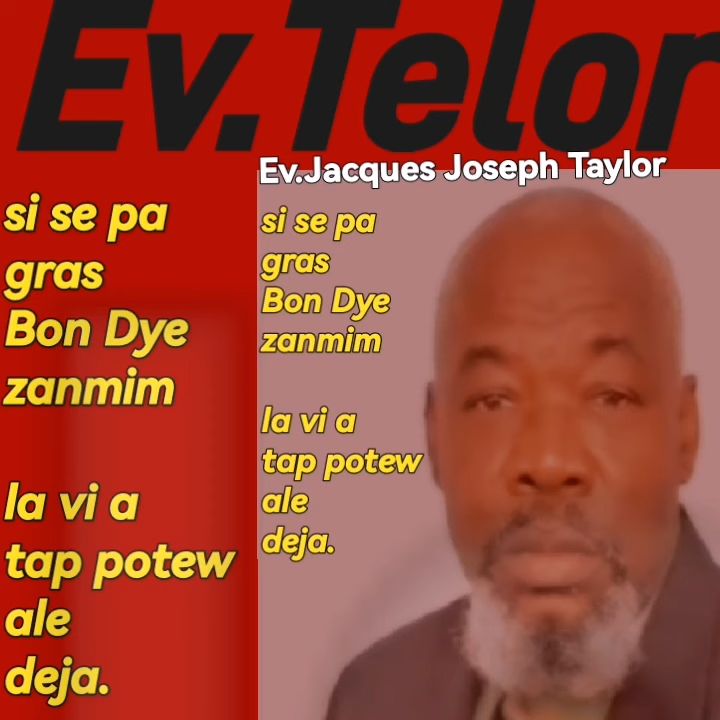 Ev.Telor
Ev.Jacques Joseph Taylor
si se pa
gras
Bon Dye
zanmim
la vi a
tap potew
ale
deja.
si se pa
gras
Bon Dye
zanmim
la vi a
tap potew
ale
deja.